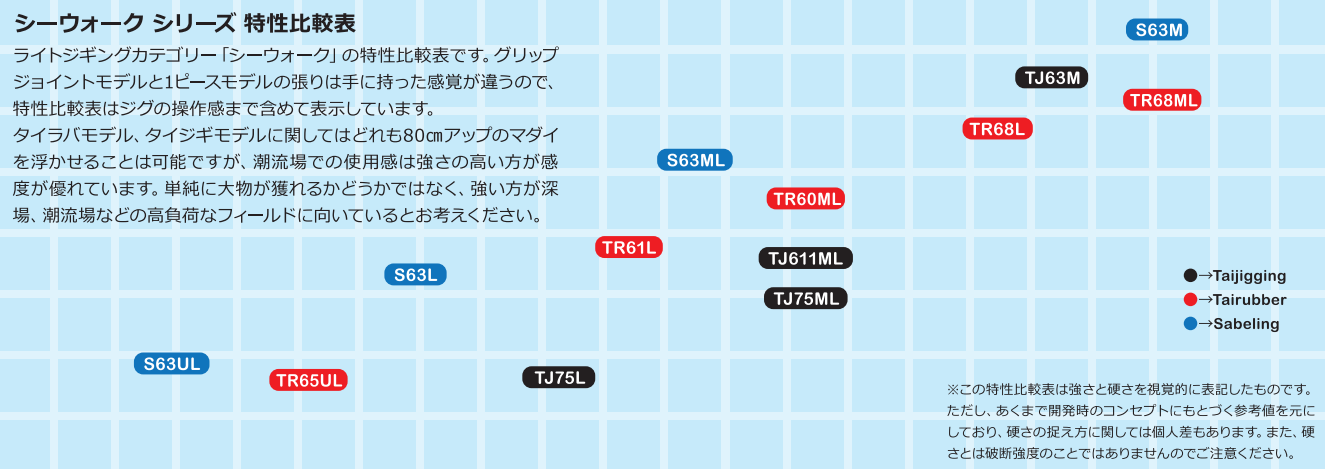 シーウォーク シリーズ 特性比較表
ライトジギングカテゴリー「シーウォーク」の特性比較表です。グリップ
ジョイントモデルと1ピースモデルの張りは手に持った感覚が違うので、
特性比較表はジグの操作感まで含めて表示しています。
タイラバモデル、タイジギモデルに関してはどれも80㎝アップのマダイ
を浮かせることは可能ですが、潮流場での使用感は強さの高い方が感
度が優れています。単純に大物が獲れるかどうかではなく、強い方が深
場、潮流場などの高負荷なフィールドに向いているとお考えください。
S63M
TJ63M
TR68ML
TR68L
S63ML
TR60ML
TR61L
TJ611ML
S63L
TJ75ML
S63UL
TR65UL
TJ75L
●→Taijigging
●→Tairubber
●→Sabeling
※この特性比較表は強さと硬さを視覚的に表記したものです。
ただし、あくまで開発時のコンセプトにもとづく参考値を元に
しており、硬さの捉え方に関しては個人差もあります。また、硬
さとは破断強度のことではありませんのでご注意ください。